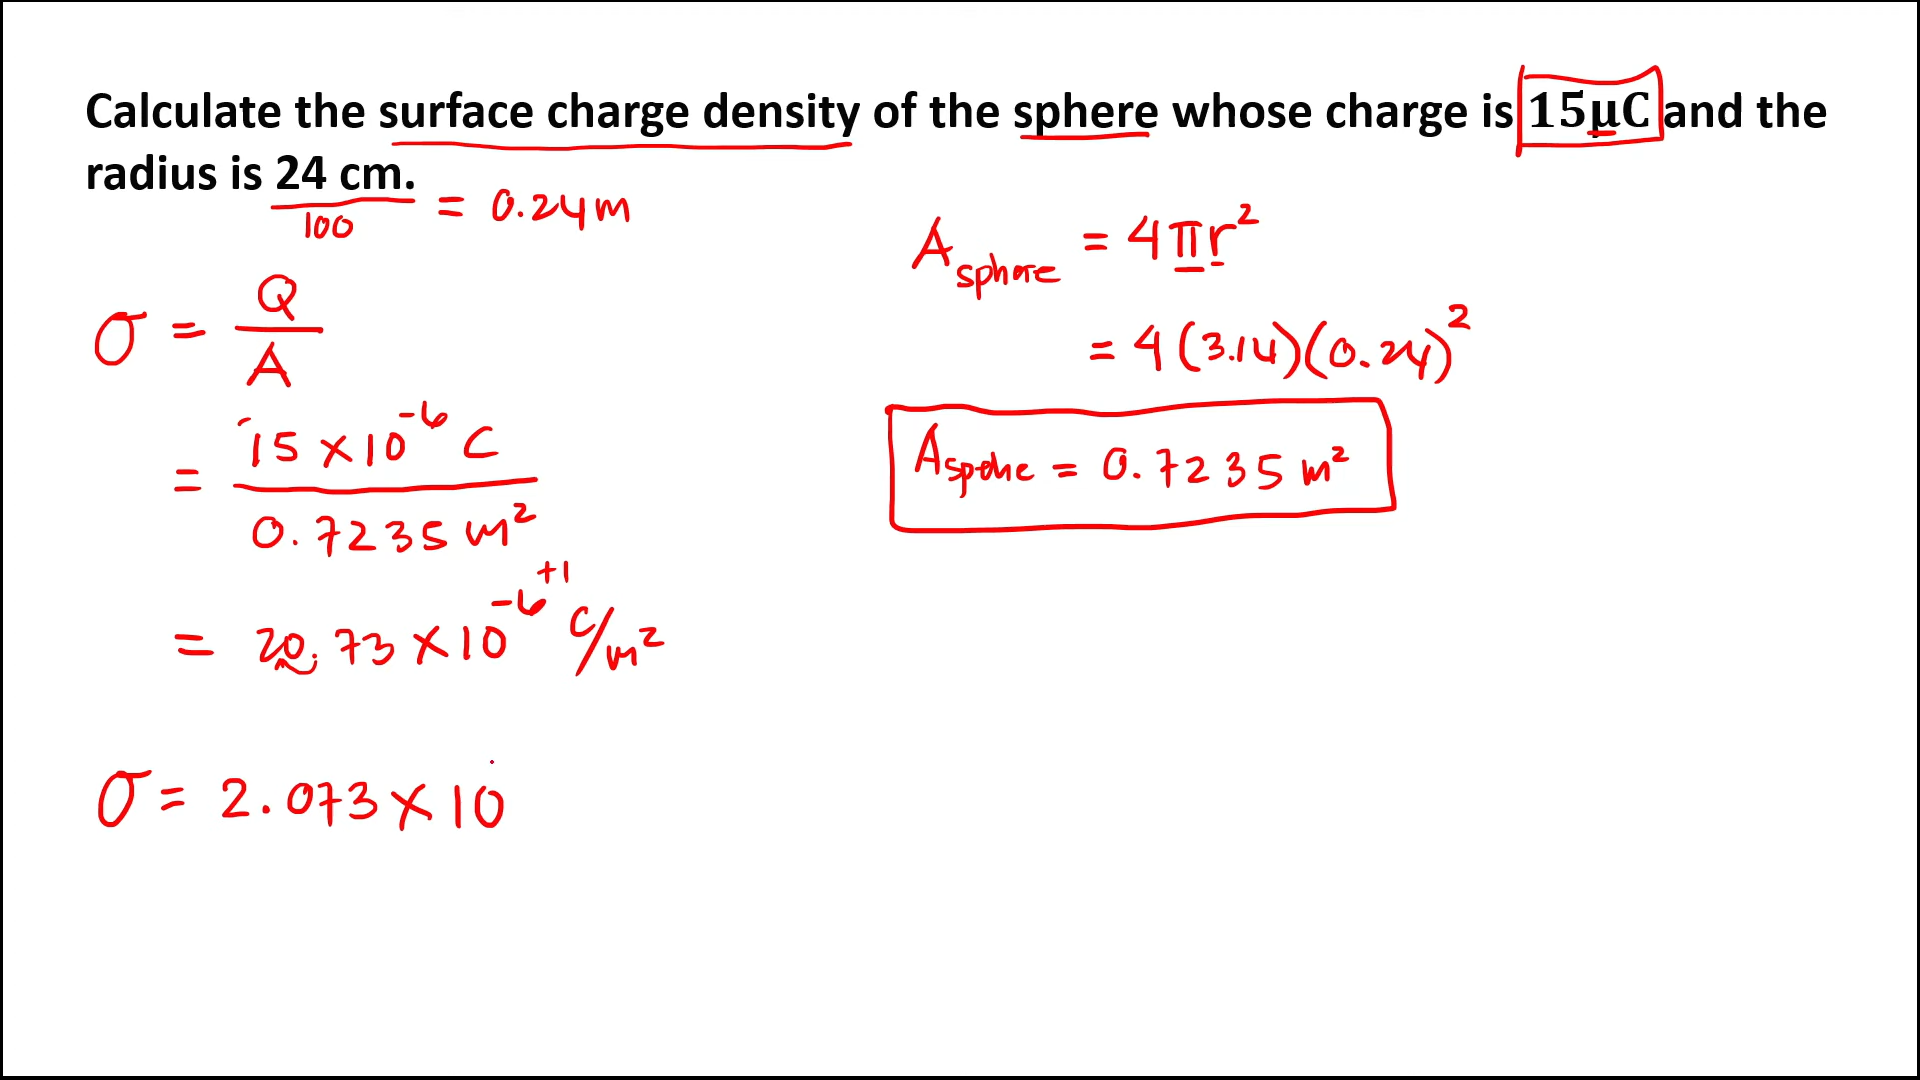 Calculate the surface charge density of the sphere whose charge is 15μC and the
radius is 24 cm.
100 = 0.24m
A sphere = 4πr²
= 4(3.14)(0.24)²
A sphere = 0.7235 m²
σ = Q/A
= 15 × 10⁻⁶ C / 0.7235 m²
= 20.73 × 10⁻⁶⁺¹ C/m²
σ = 2.073 × 10